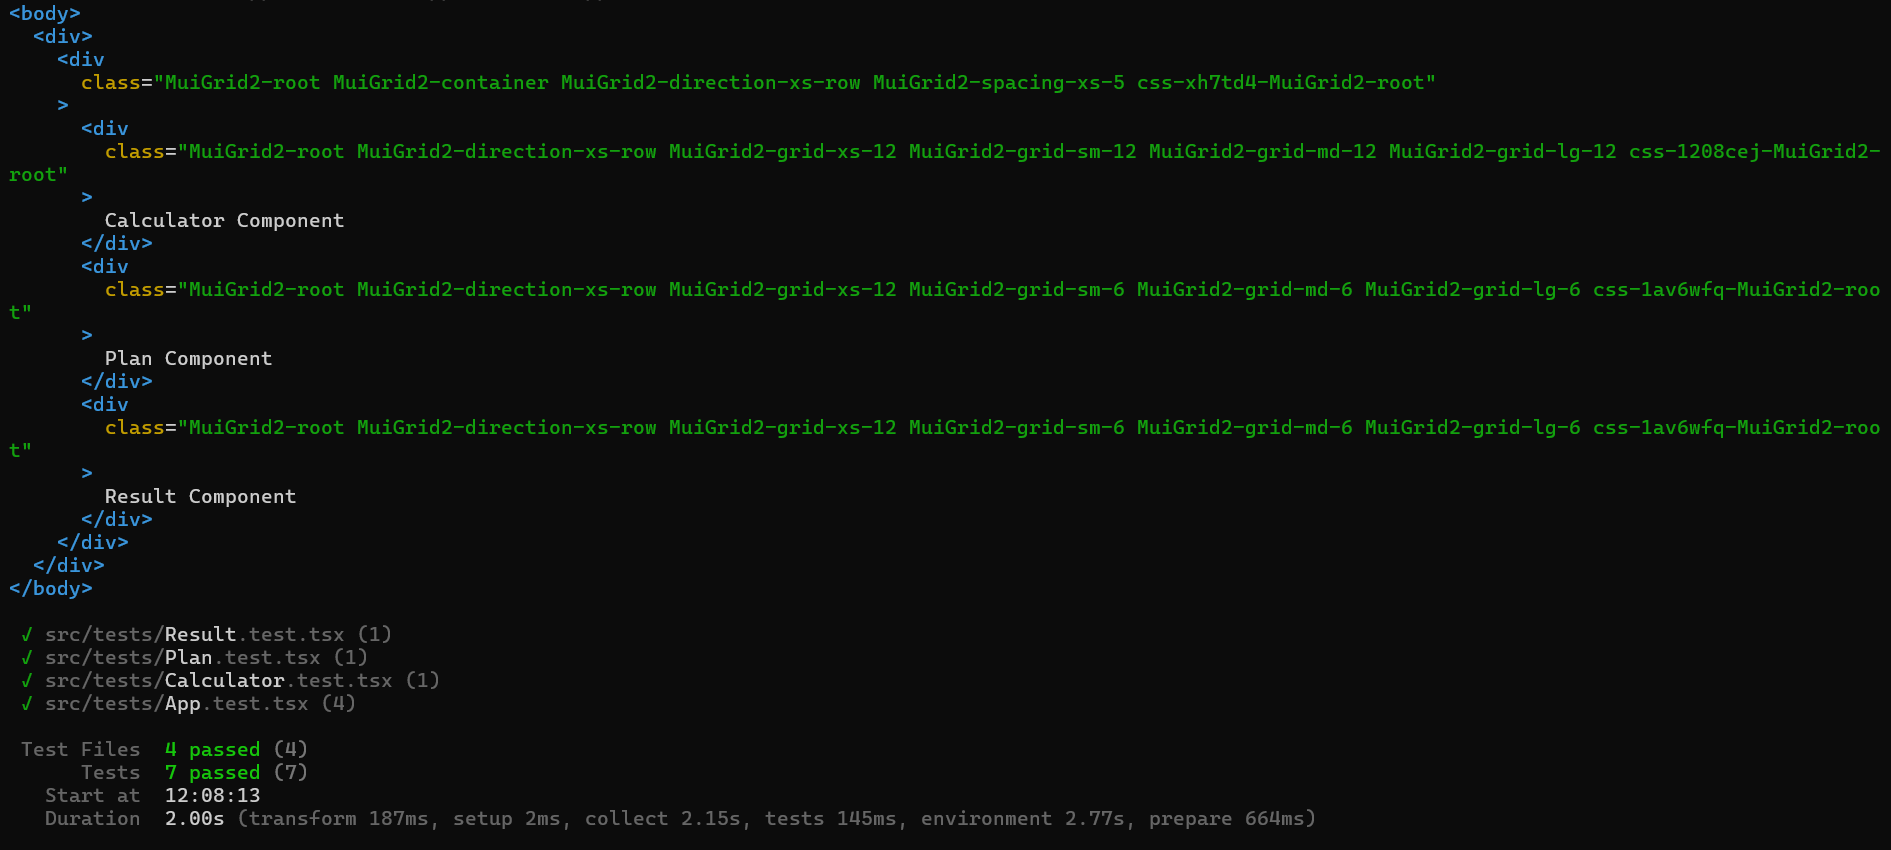 <body>
  <div>
    <div
      class="MuiGrid2-root MuiGrid2-container MuiGrid2-direction-xs-row MuiGrid2-spacing-xs-5 css-xh7td4-MuiGrid2-root"
    >
      <div
        class="MuiGrid2-root MuiGrid2-direction-xs-row MuiGrid2-grid-xs-12 MuiGrid2-grid-sm-12 MuiGrid2-grid-md-12 MuiGrid2-grid-lg-12 css-1208cej-MuiGrid2-
root"
      >
        Calculator Component
      </div>
      <div
        class="MuiGrid2-root MuiGrid2-direction-xs-row MuiGrid2-grid-xs-12 MuiGrid2-grid-sm-6 MuiGrid2-grid-md-6 MuiGrid2-grid-lg-6 css-1av6wfq-MuiGrid2-roo
t"
      >
        Plan Component
      </div>
      <div
        class="MuiGrid2-root MuiGrid2-direction-xs-row MuiGrid2-grid-xs-12 MuiGrid2-grid-sm-6 MuiGrid2-grid-md-6 MuiGrid2-grid-lg-6 css-1av6wfq-MuiGrid2-roo
t"
      >
        Result Component
      </div>
    </div>
  </div>
</body>

 √ src/tests/Result.test.tsx (1)
 √ src/tests/Plan.test.tsx (1)
 √ src/tests/Calculator.test.tsx (1)
 √ src/tests/App.test.tsx (4)

 Test Files  4 passed (4)
      Tests  7 passed (7)
   Start at  12:08:13
   Duration  2.00s (transform 187ms, setup 2ms, collect 2.15s, tests 145ms, environment 2.77s, prepare 664ms)